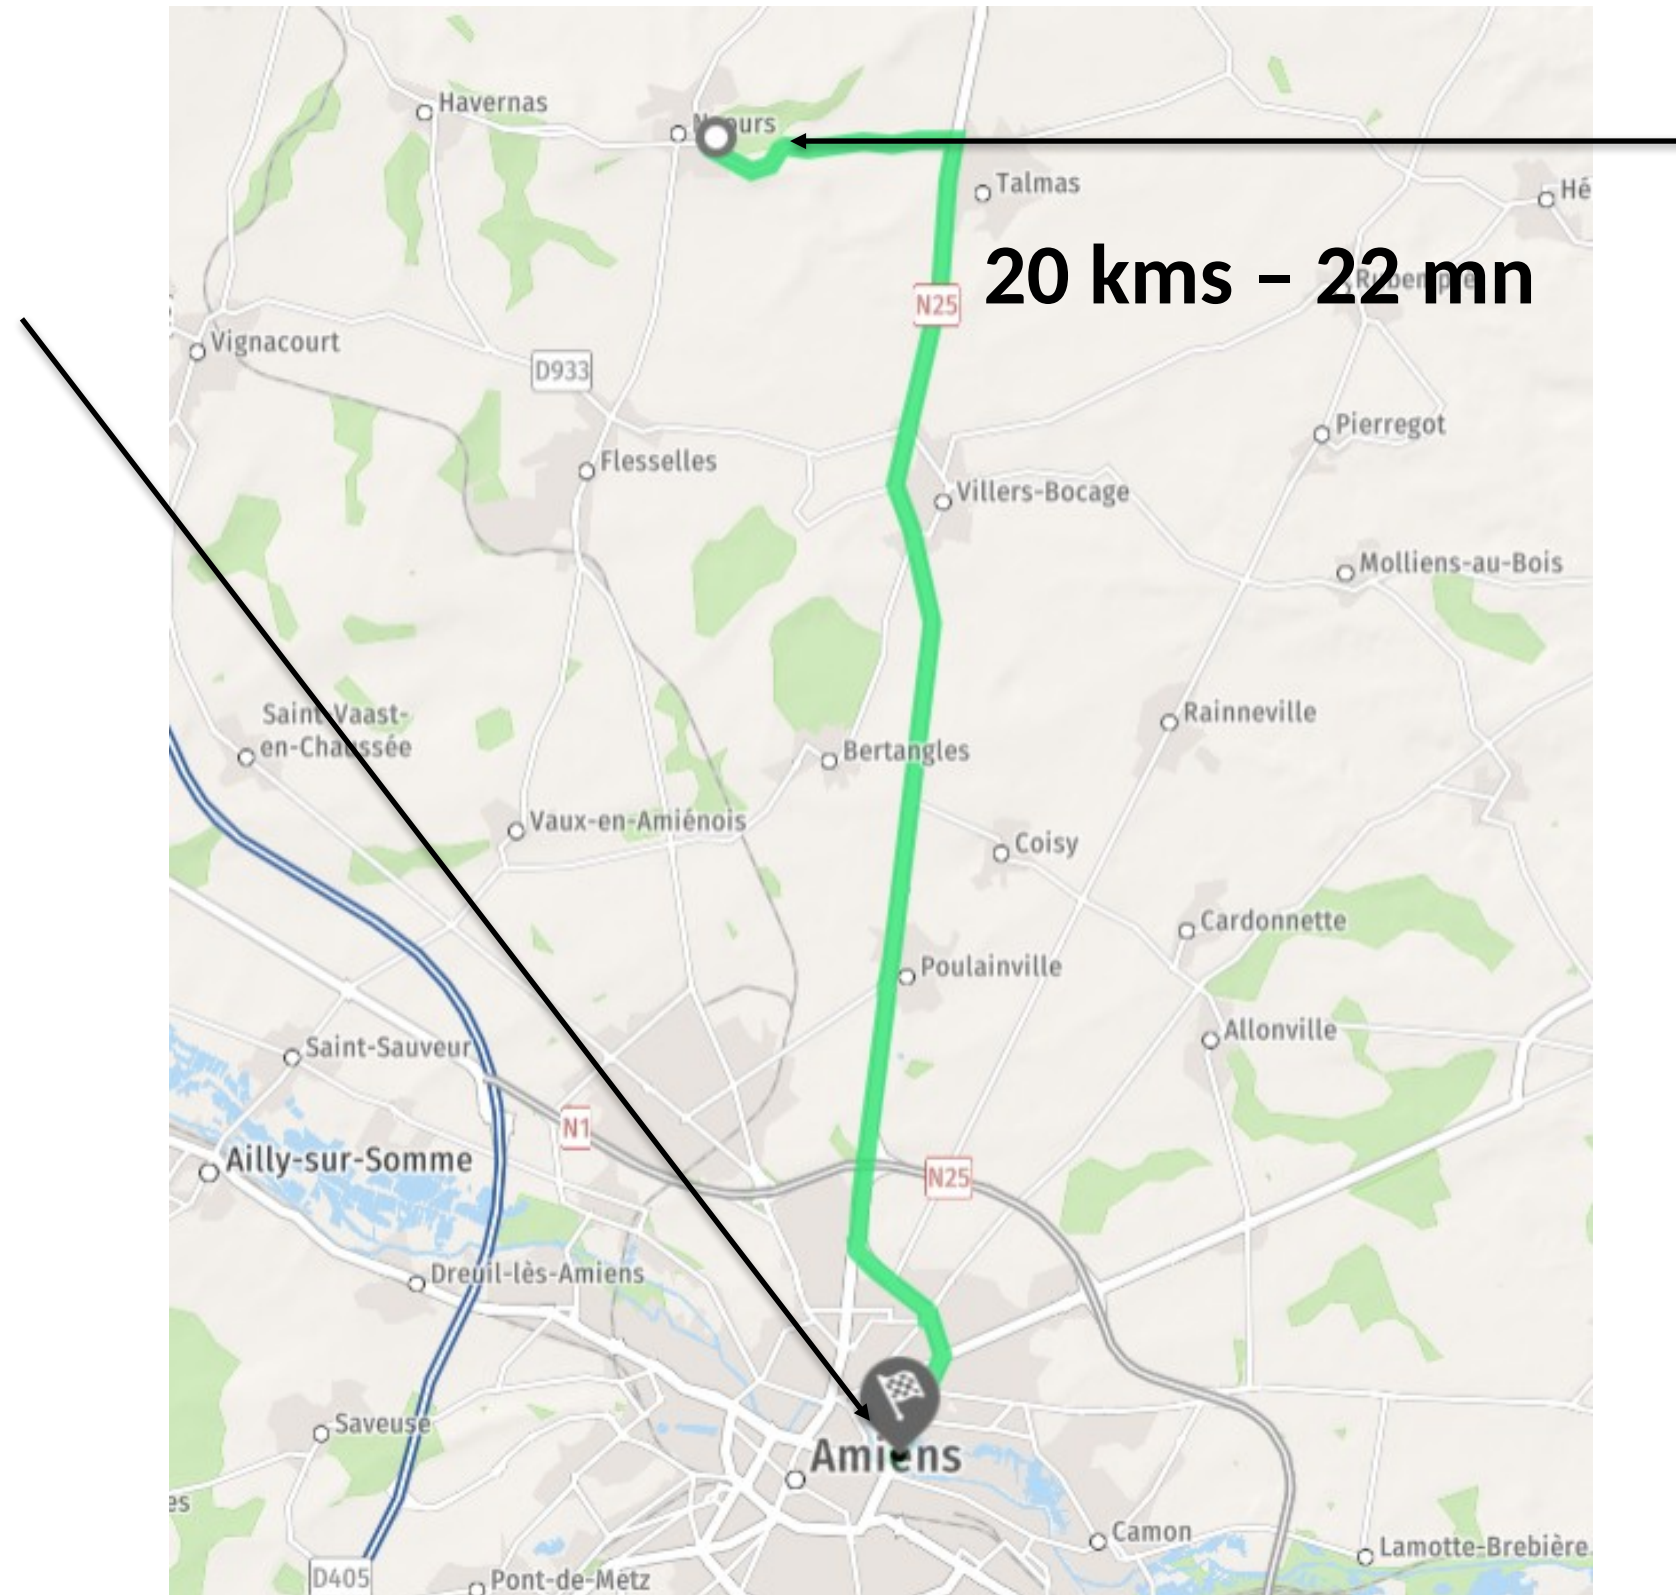 Havernas
Naours
Talmas
Hé
20 kms – 22 mn
N25
Rubempré
Vignacourt
D933
Pierregot
Flesselles
Villers-Bocage
Molliens-au-Bois
Saint-Vaast-
en-Chaussée
Rainneville
Bertangles
Vaux-en-Amiénois
Coisy
Cardonnette
Poulainville
Allonville
Saint-Sauveur
N1
Ailly-sur-Somme
N25
Dreuil-lès-Amiens
Saveuse
Amiens
es
Camon
Lamotte-Brebière
D405
Pont-de-Metz